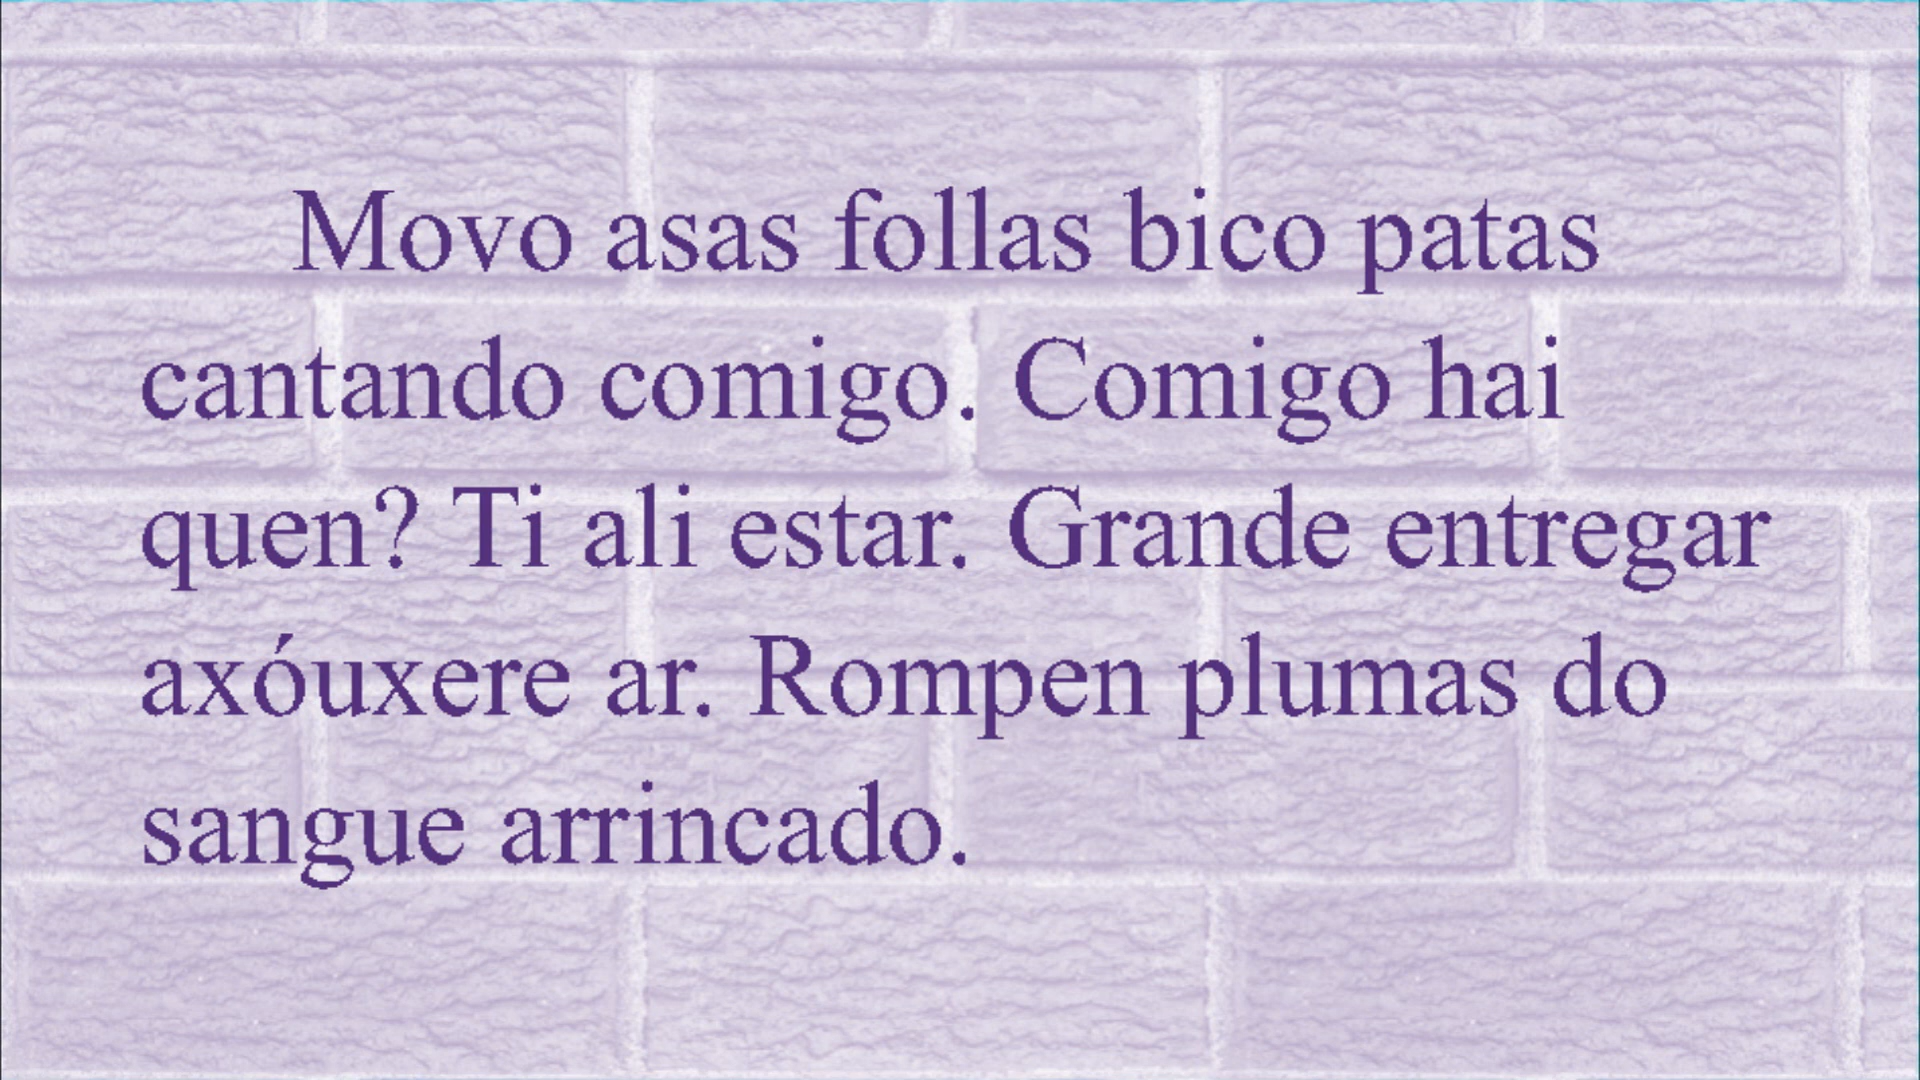 Movo asas follas bico patas
cantando comigo. Comigo hai
quen? Ti ali estar. Grande entregar
axóuxere ar. Rompen plumas do
sangue arrincado.